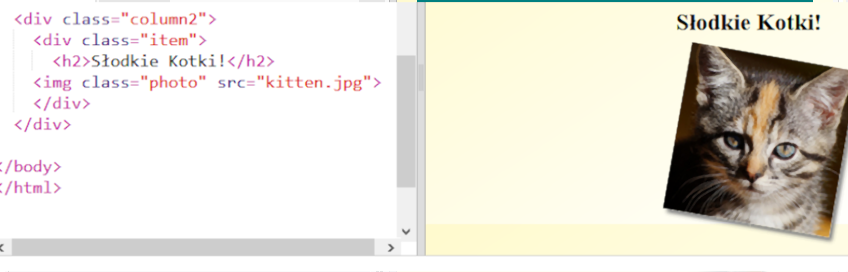 <div class="column2">
<div class="item">
<h2>Słodkie Kotki!</h2>
<img class="photo" src="kitten.jpg">
</div>
</div>
</body>
</html>
Słodkie Kotki!